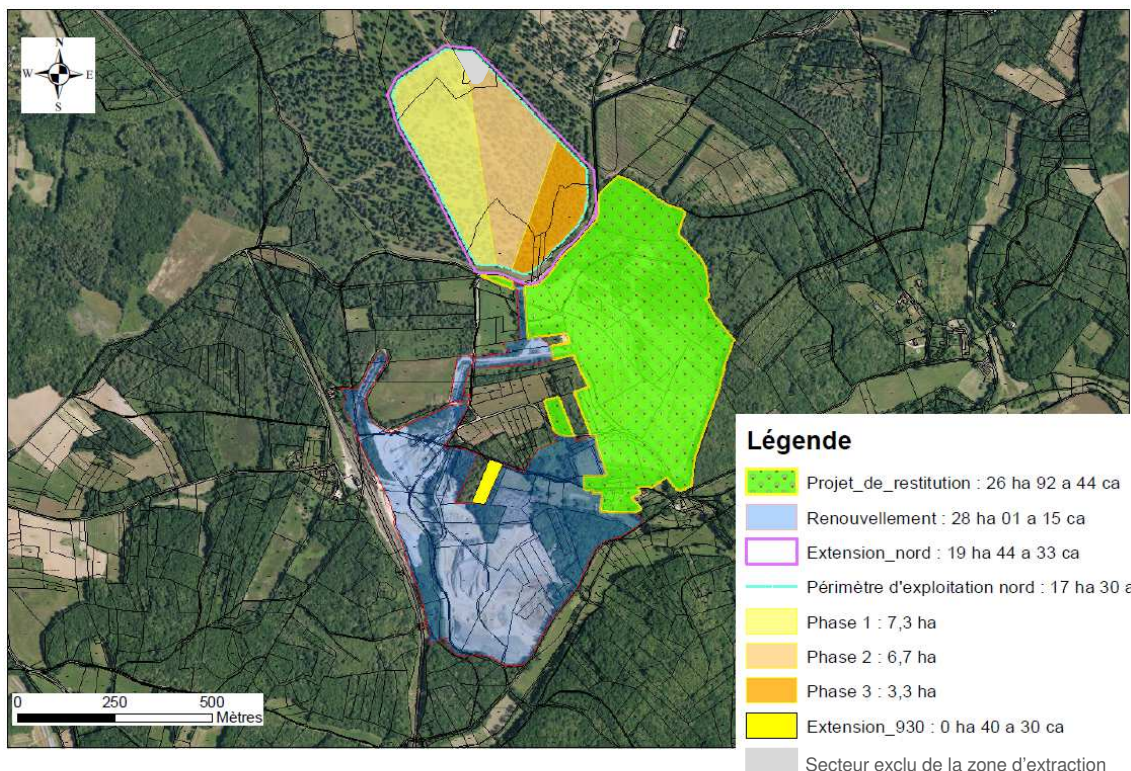 N
W E
S
Légende
Projet_de_restitution : 26 ha 92 a 44 ca
Renouvellement : 28 ha 01 a 15 ca
Extension_nord : 19 ha 44 a 33 ca
Périmètre d'exploitation nord : 17 ha 30 a
Phase 1 : 7,3 ha
Phase 2 : 6,7 ha
Phase 3 : 3,3 ha
Extension_930 : 0 ha 40 a 30 ca
Secteur exclu de la zone d'extraction
0 250 500
Mètres